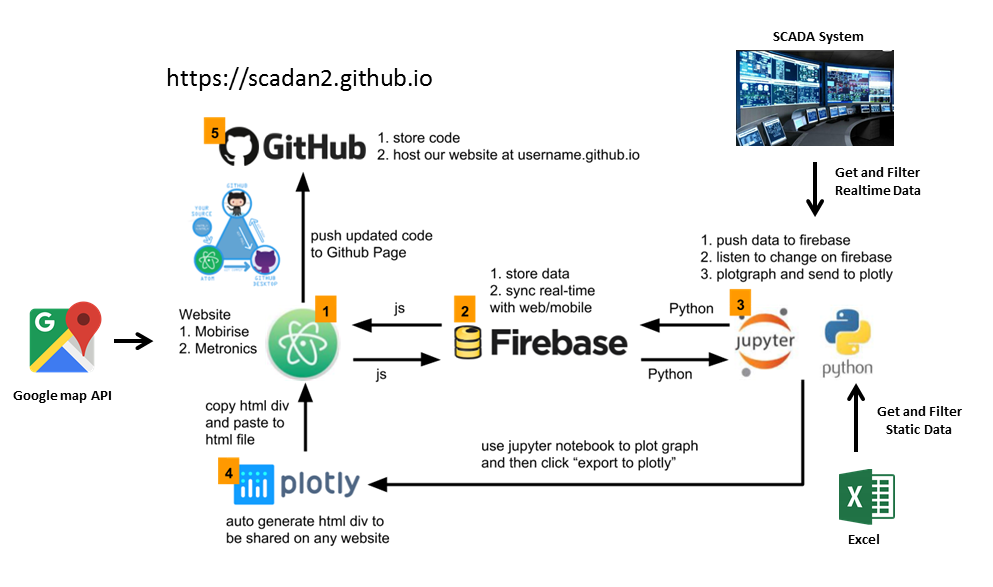 SCADA System
https://scadan2.github.io
5
GitHub
1. store code
2. host our website at username.github.io
Get and Filter
Realtime Data
GITHUB
YOUR
SOURCE
ATOM
GITHUB
DESKTOP
push updated code
to Github Page
1. push data to firebase
2. listen to change on firebase
3. plotgraph and send to plotly
1. store data
2. sync real-time
with web/mobile
Website
1. Mobirise
2. Metronics
1
js
js
2
Firebase
Python
Python
3
jupyter
python
G
Google map API
copy html div
and paste to
html file
Get and Filter
Static Data
use jupyter notebook to plot graph
and then click “export to plotly”
4
plotly
auto generate html div to
be shared on any website
X
Excel